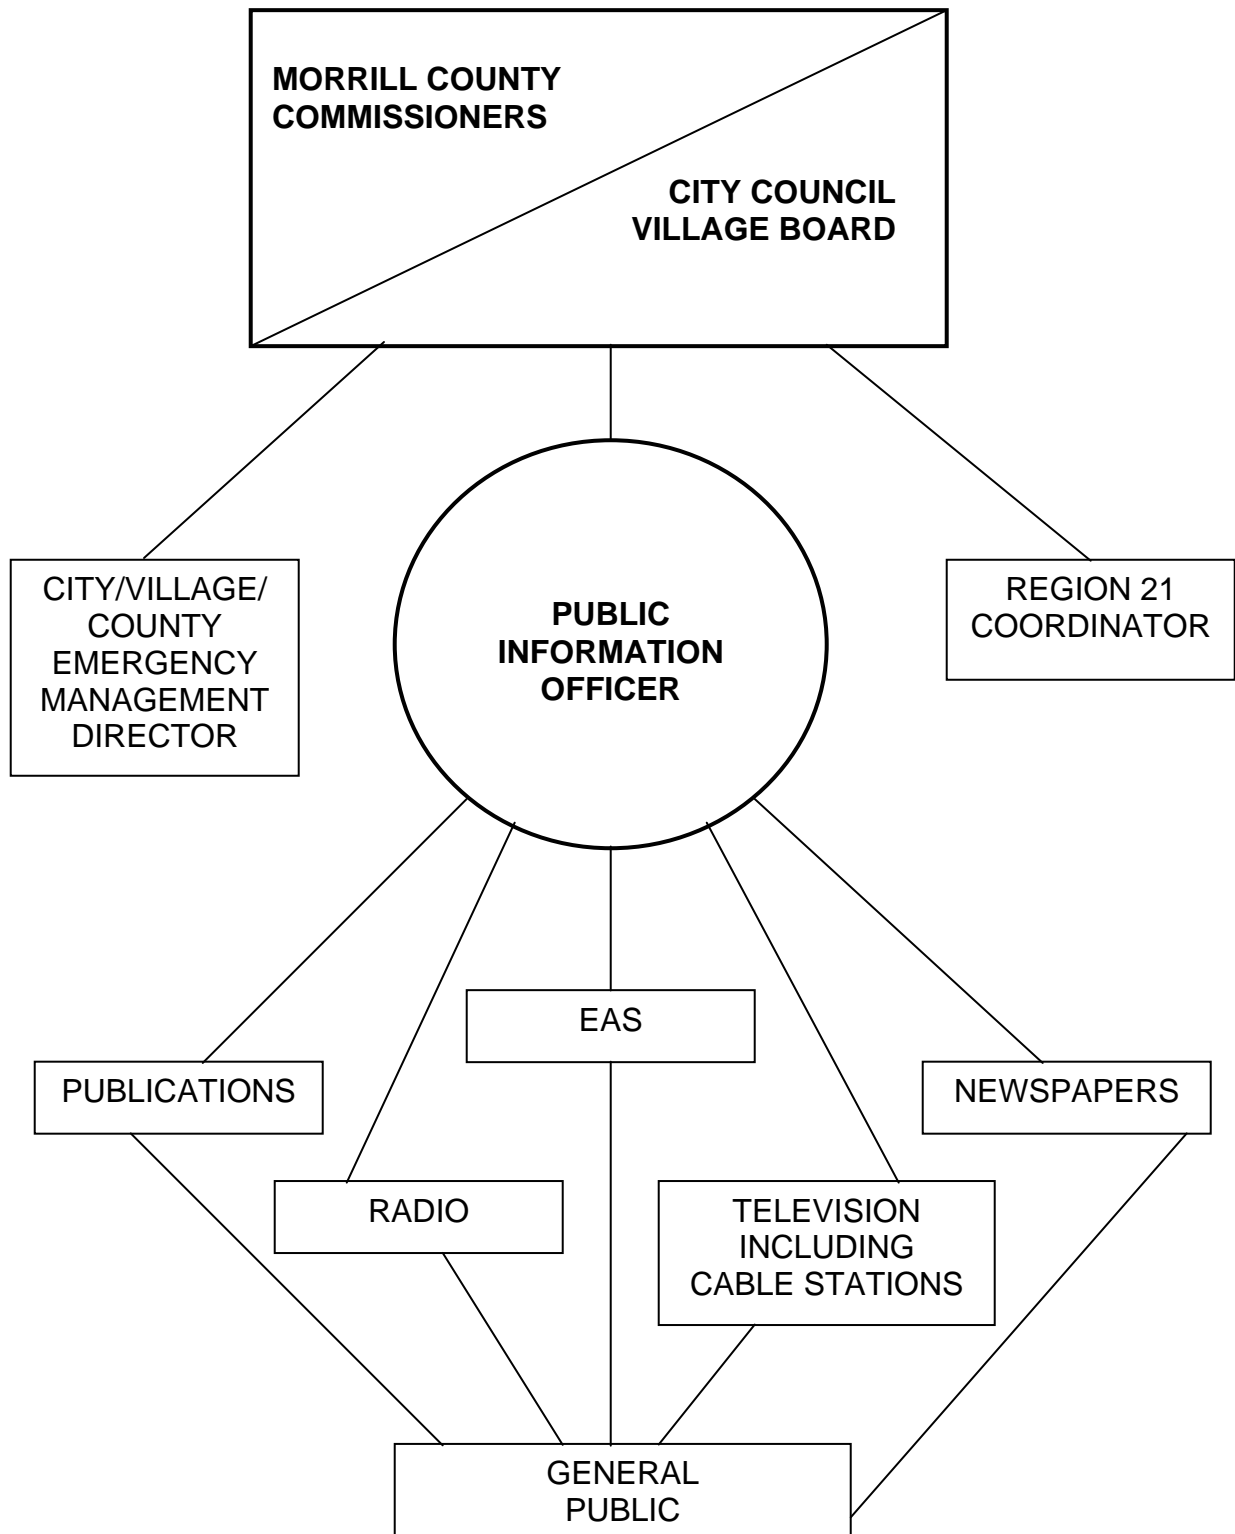 MORRILL COUNTY
COMMISSIONERS
CITY COUNCIL
VILLAGE BOARD
CITY/VILLAGE/
COUNTY
EMERGENCY
MANAGEMENT
DIRECTOR
PUBLIC
INFORMATION
OFFICER
REGION 21
COORDINATOR
EAS
PUBLICATIONS
NEWSPAPERS
RADIO
TELEVISION
INCLUDING
CABLE STATIONS
GENERAL
PUBLIC